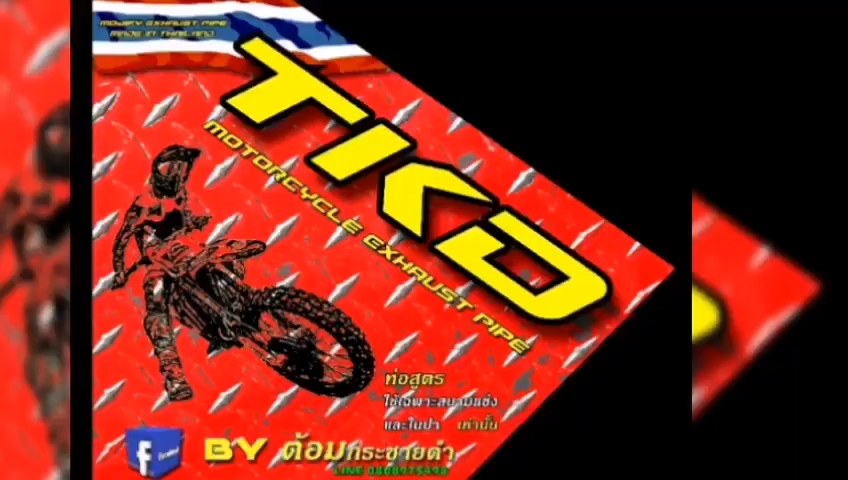 MODIFY EXHAUST PIPE
MADE IN THAILAND
TKD
MOTORCYCLE EXHAUST PIPE
ท่อสูตร
ใช้เฉพาะสนามแข่ง
และในป่า เท่านั้น
f
BY ต้อมกระชายดำ
LINE